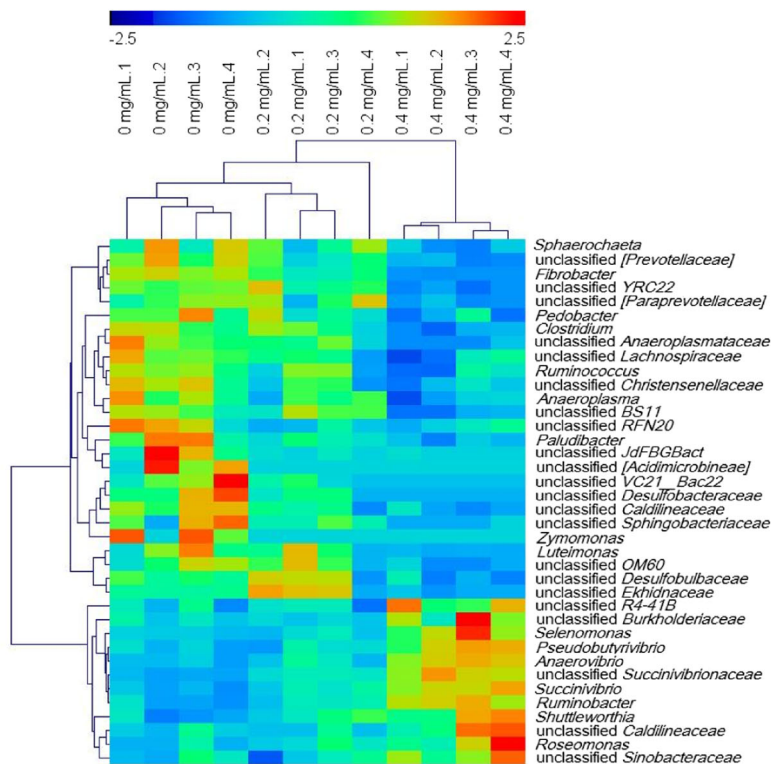 -2.5
2.5
0 mg/mL.1
0 mg/mL.2
0 mg/mL.3
0 mg/mL.4
0.2 mg/mL.2
0.2 mg/mL.1
0.2 mg/mL.3
0.2 mg/mL.4
0.4 mg/mL.1
0.4 mg/mL.2
0.4 mg/mL.3
0.4 mg/mL.4
Sphaerochaeta
unclassified [Prevotellaceae]
Fibrobacter
unclassified YRC22
unclassified [Paraprevotellaceae]
Pedobacter
Clostridium
unclassified Anaeroplasmataceae
unclassified Lachnospiraceae
Ruminococcus
unclassified Christensenellaceae
Anaeroplasma
unclassified BS11
unclassified RFN20
Paludibacter
unclassified JdFBGBact
unclassified [Acidimicrobineae]
unclassified VC21__Bac22
unclassified Desulfobacteraceae
unclassified Caldilineaceae
unclassified Sphingobacteriaceae
Zymomonas
Luteimonas
unclassified OM60
unclassified Desulfobulbaceae
unclassified Ekhidnaceae
unclassified R4-41B
unclassified Burkholderiaceae
Selenomonas
Pseudobutyrivibrio
Anaerovibrio
unclassified Succinivibrionaceae
Succinivibrio
Ruminobacter
Shuttleworthia
unclassified Caldilineaceae
Roseomonas
unclassified Sinobacteraceae